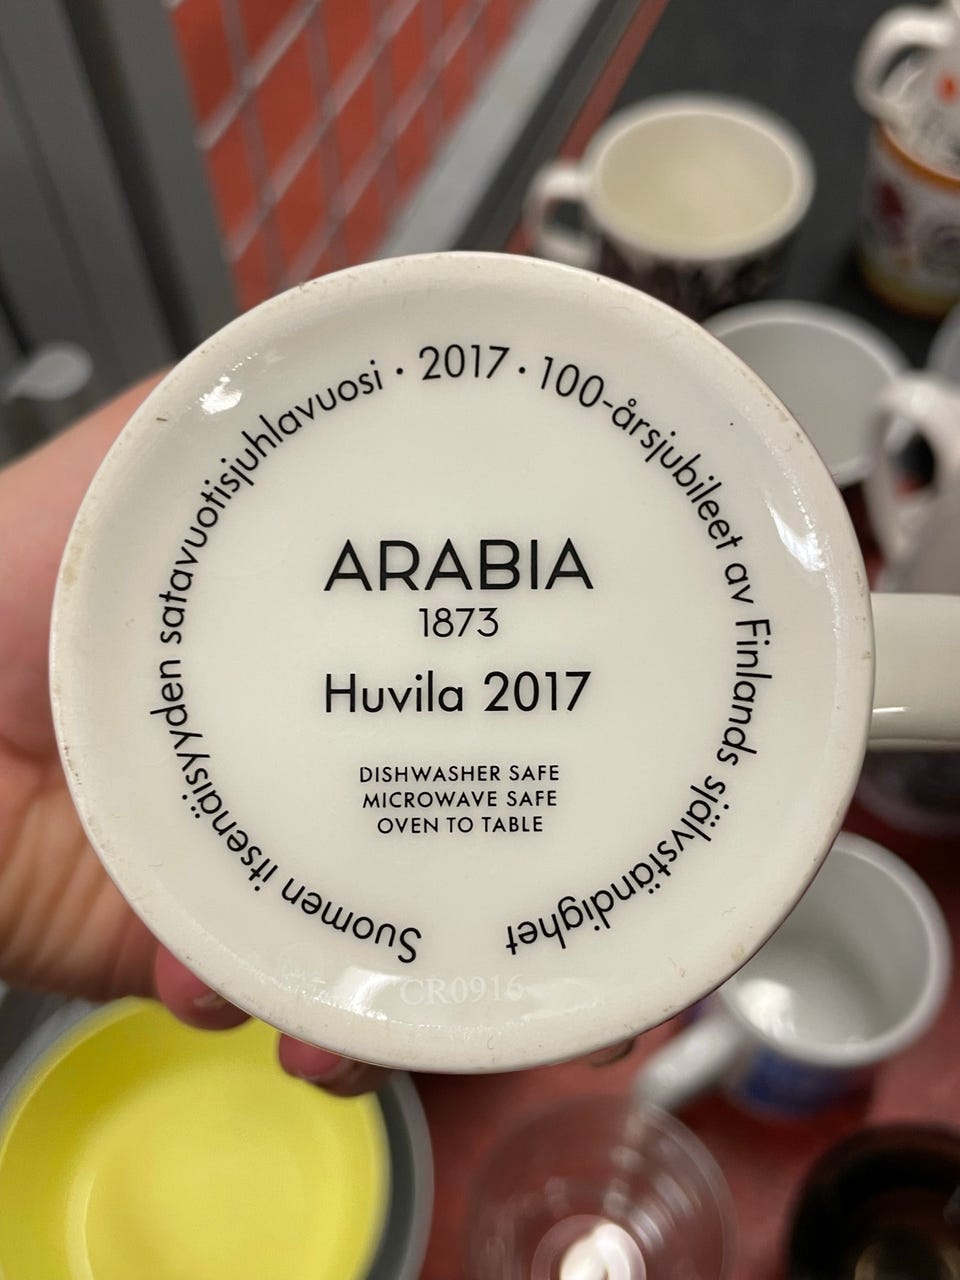 Suomen itsenäisyyden satavuotisjuhlavuosi · 2017 · 100-årsjubileet av Finlands självständighet
ARABIA
1873
Huvila 2017
DISHWASHER SAFE
MICROWAVE SAFE
OVEN TO TABLE
CR0916